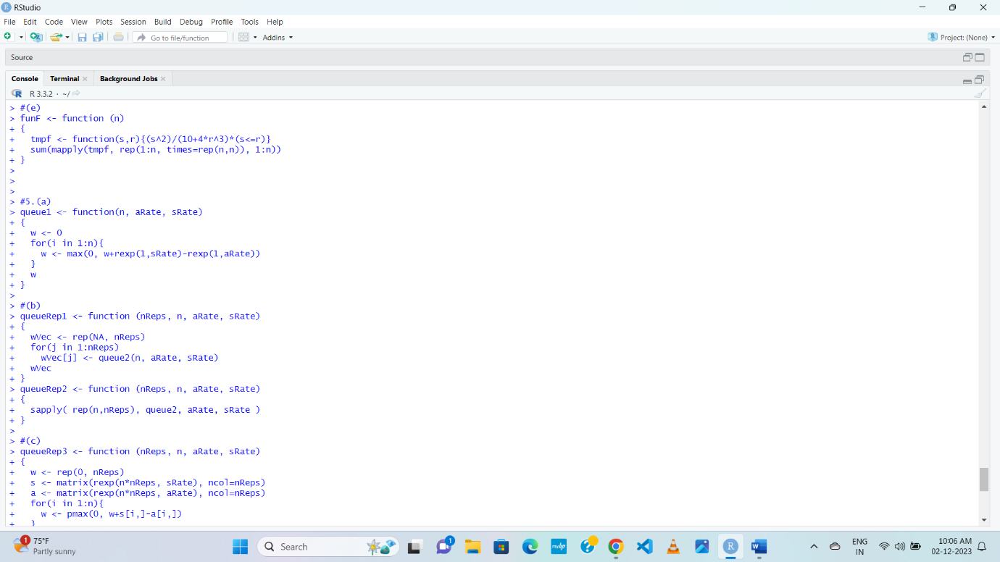 RStudio
File Edit Code View Plots Session Build Debug Profile Tools Help
Go to file/function Addins Project: (None)
Source
Console Terminal Background Jobs
R 3.3.2 · ~/
> #(e)
> funF <- function (n)
+ {
+   tmpf <- function(s,r){(s^2)/(10+4*r^3)*(s<=r)}
+   sum(mapply(tmpf, rep(1:n, times=rep(n,n)), 1:n))
+ }
>
>
>
> #5.(a)
> queue1 <- function(n, aRate, sRate)
+ {
+   w <- 0
+   for(i in 1:n){
+     w <- max(0, w+rexp(1,sRate)-rexp(1,aRate))
+   }
+   w
+ }
>
> #(b)
> queueRep1 <- function (nReps, n, aRate, sRate)
+ {
+   wVec <- rep(NA, nReps)
+   for(j in 1:nReps)
+     wVec[j] <- queue2(n, aRate, sRate)
+   wVec
+ }
> queueRep2 <- function (nReps, n, aRate, sRate)
+ {
+   sapply( rep(n,nReps), queue2, aRate, sRate )
+ }
>
> #(c)
> queueRep3 <- function (nReps, n, aRate, sRate)
+ {
+   w <- rep(0, nReps)
+   s <- matrix(rexp(n*nReps, sRate), ncol=nReps)
+   a <- matrix(rexp(n*nReps, aRate), ncol=nReps)
+   for(i in 1:n){
+     w <- pmax(0, w+s[i,]-a[i,])
+   }
1 75°F
Partly sunny
Search
1
myhp
ENG
IN
10:06 AM
02-12-2023